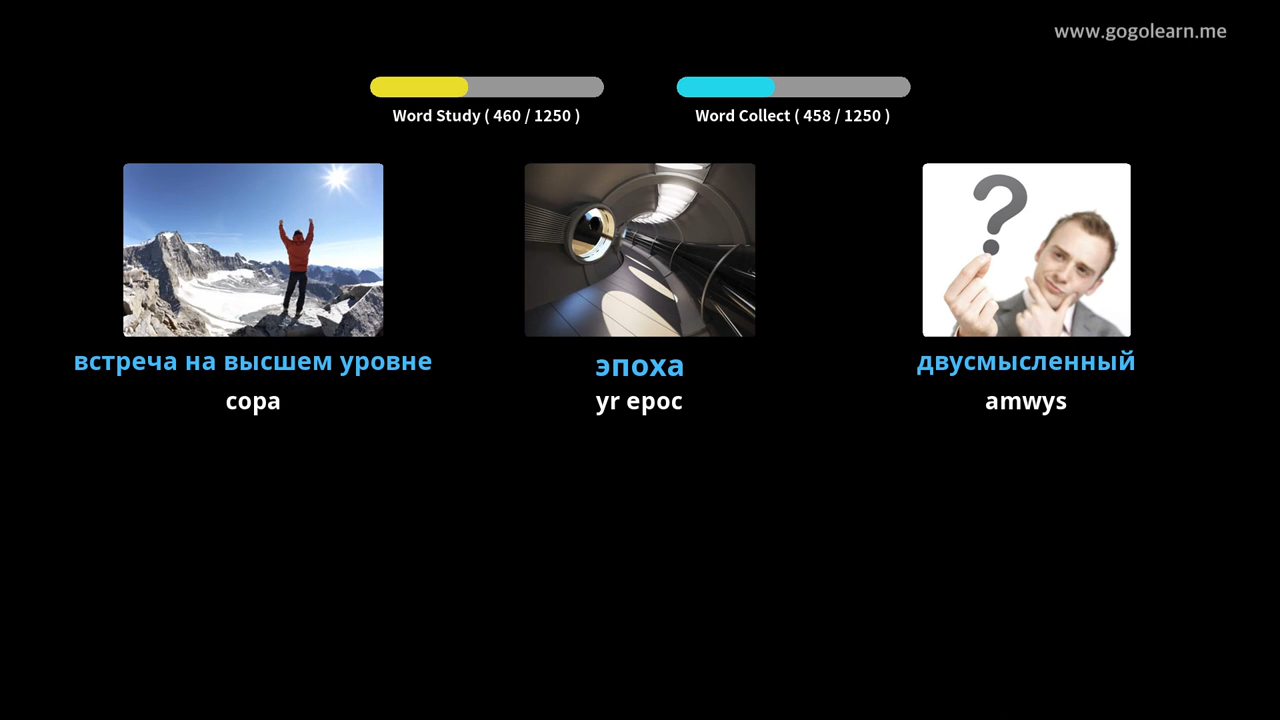 www.gogolearn.me
Word Study ( 460 / 1250 )
Word Collect ( 458 / 1250 )
встреча на высшем уровне
copa
эпоха
yr epoc
двусмысленный
amwys